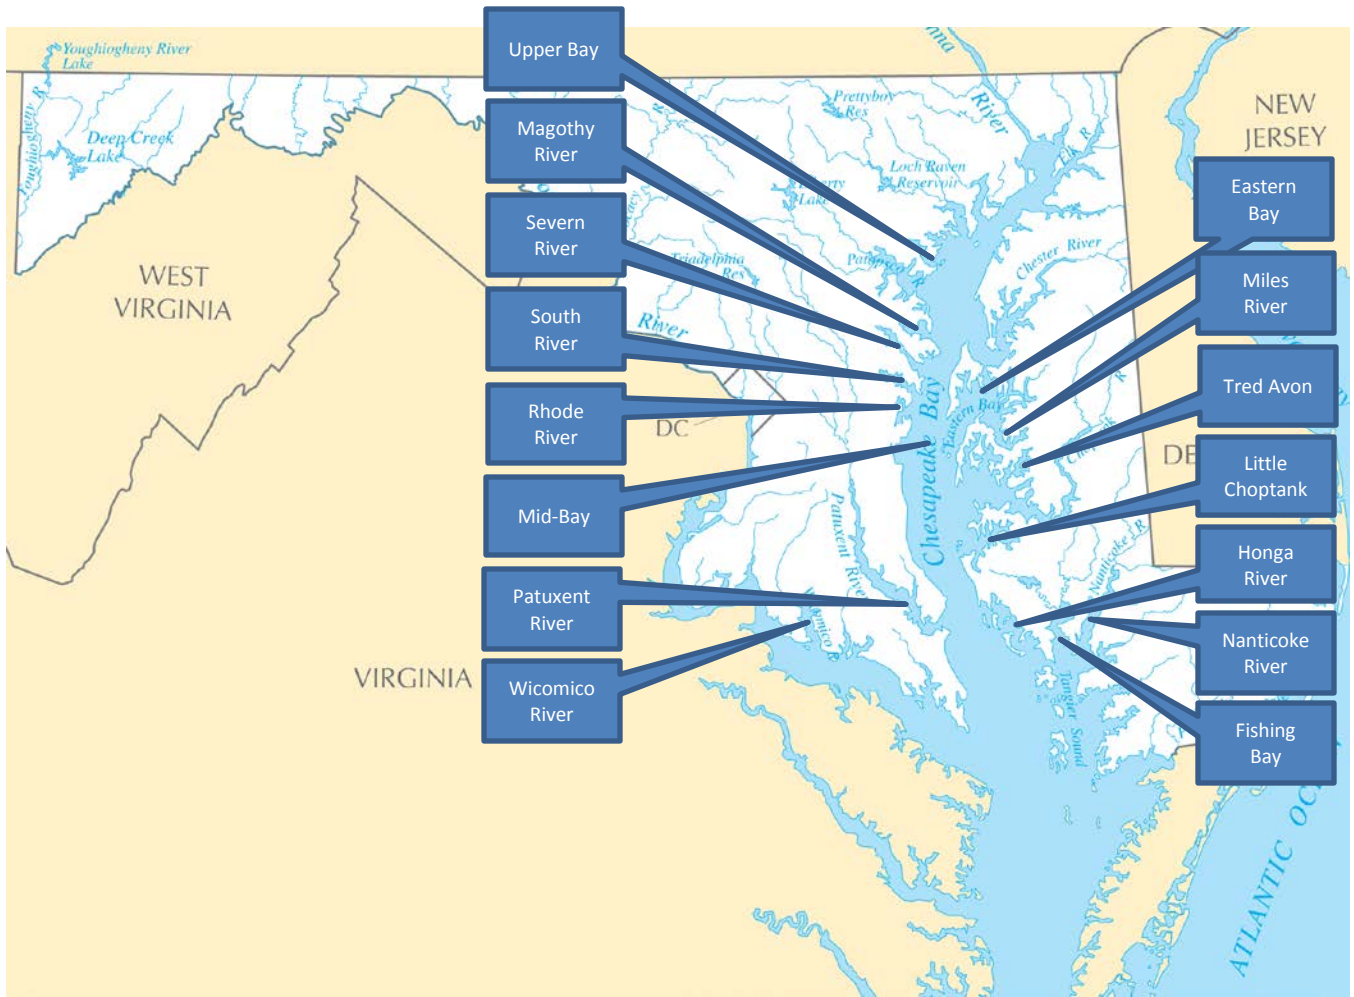 Upper Bay
Magothy
River
Severn
River
South
River
Rhode
River
Mid-Bay
Patuxent
River
Wicomico
River
Eastern
Bay
Miles
River
Tred Avon
Little
Choptank
Honga
River
Nanticoke
River
Fishing
Bay
Youghiogheny River
Lake
Youghiogheny R
Deep Creek
Lake
WEST
VIRGINIA
VIRGINIA
NEW
JERSEY
DC
River
River
Prettyboy
Res
Loch Raven
Reservoir
Lake
Triadelphia
Res
Chester River
Chesapeake Bay
Eastern Bay
Patuxent River
Nanticoke R
Tangier Sound
ATLANTIC